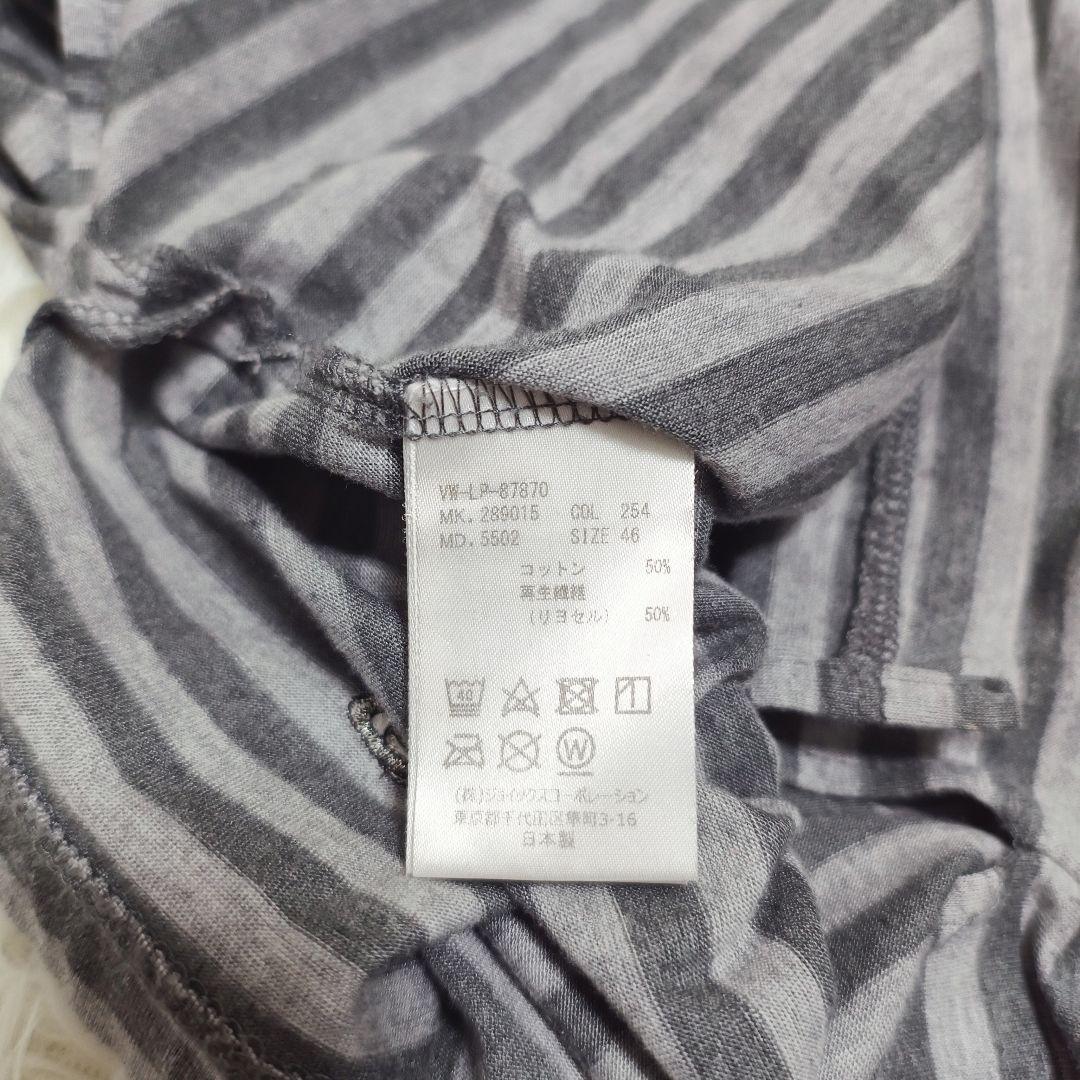 VW-LP-87870
MK. 289015 COL 254
MD. 5502 SIZE 46
コットン 50%
再生繊維
(リヨセル) 50%
40
W
(株)ジョイックスコーポレーション
東京都千代田区隼町3-16
日本製